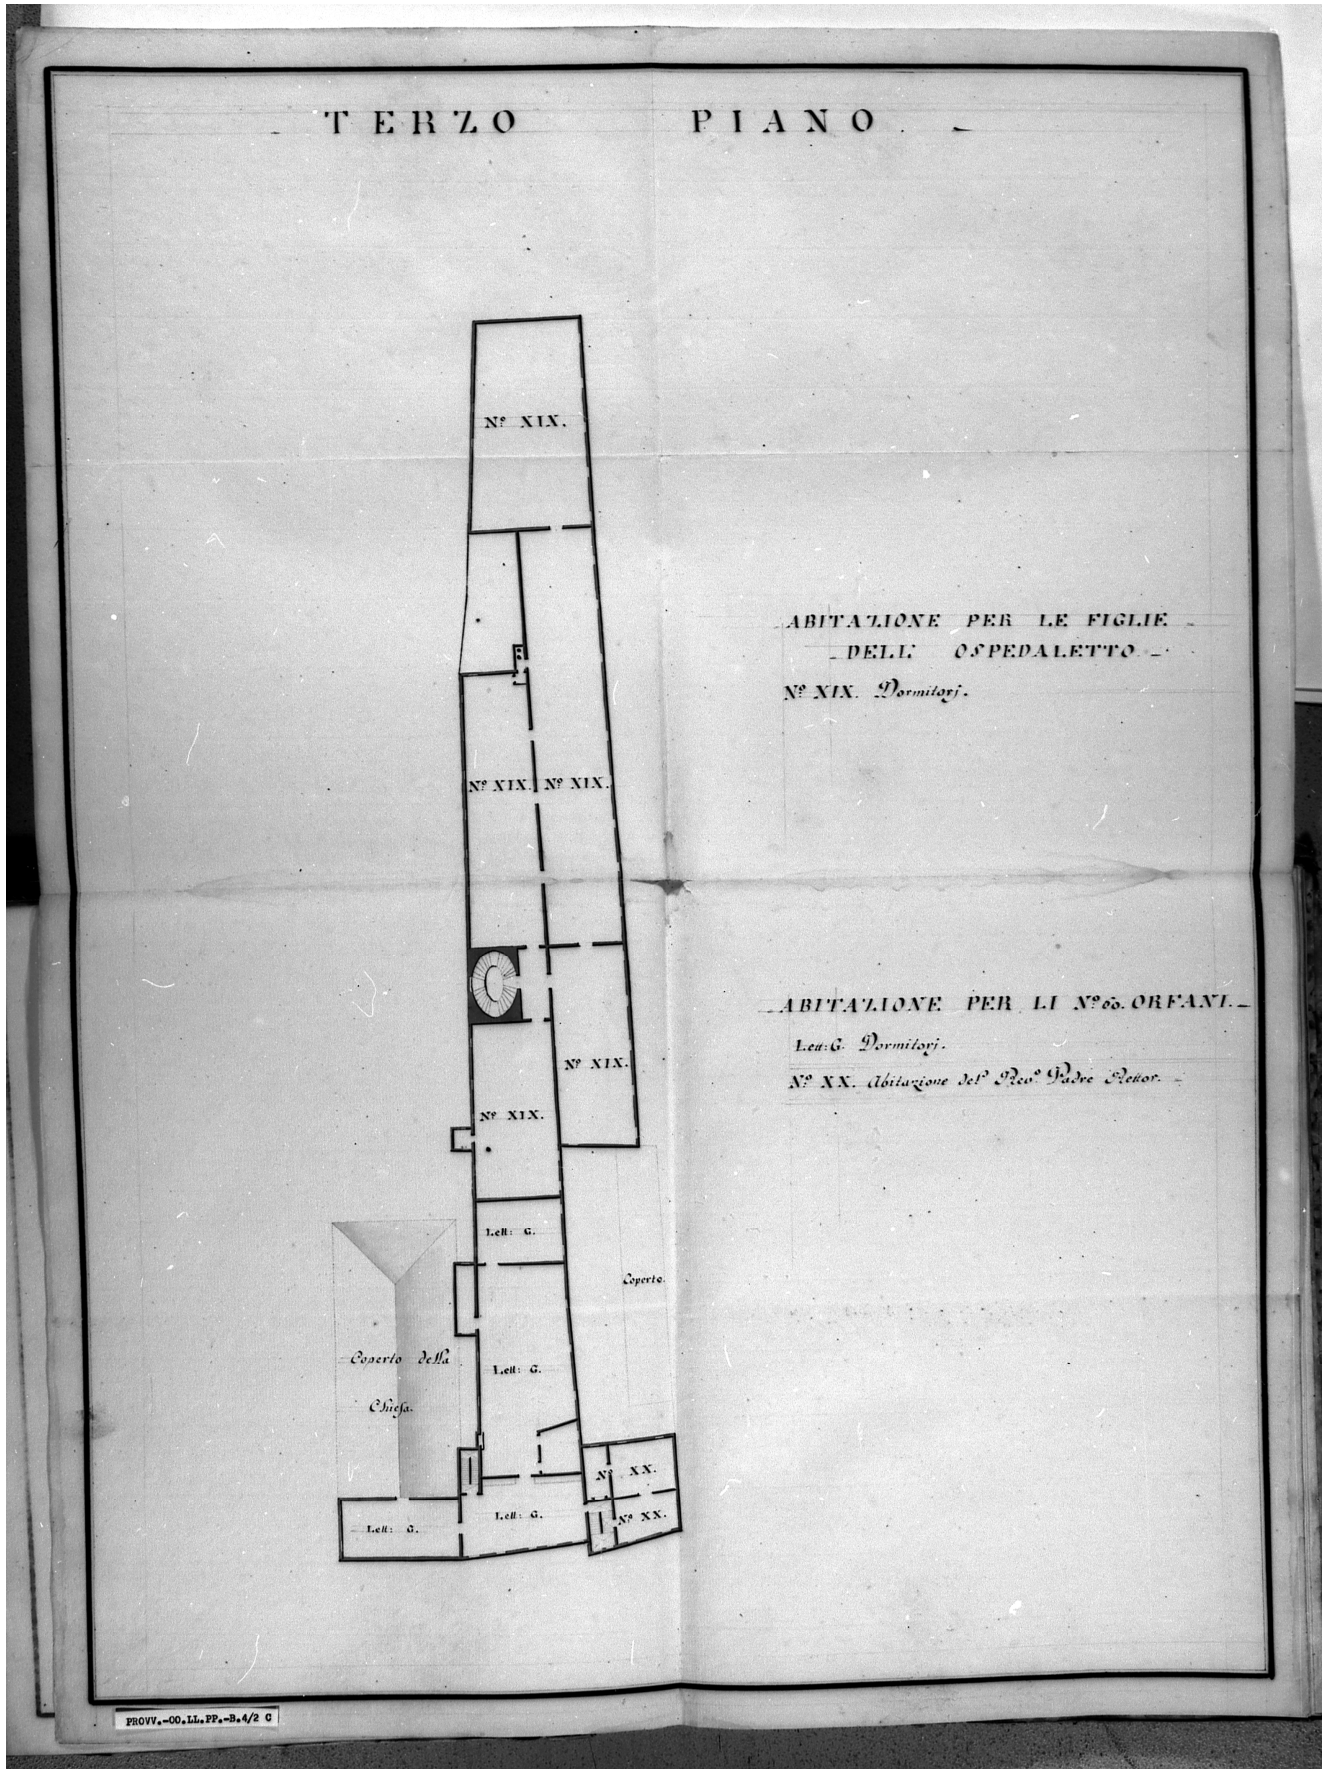 TERZO PIANO.
Nº XIX.
ABITAZIONE PER LE FIGLIE
DELL' OSPEDALETTO
Nº XIX. Dormitorj.
Nº XIX. Nº XIX.
ABITAZIONE PER LI Nº 60. ORFANI.
Lett: G. Dormitorj.
Nº XX. Abitazione del Revº Padre Rettor.
Nº XIX.
Nº XIX.
Lett: G.
Coperto.
Coperto della
Chiesa.
Lett: G.
Nº XX.
Lett: G.
Nº XX.
Lett: G.
PROVV.-OO.LL.PP.-B.4/2 C